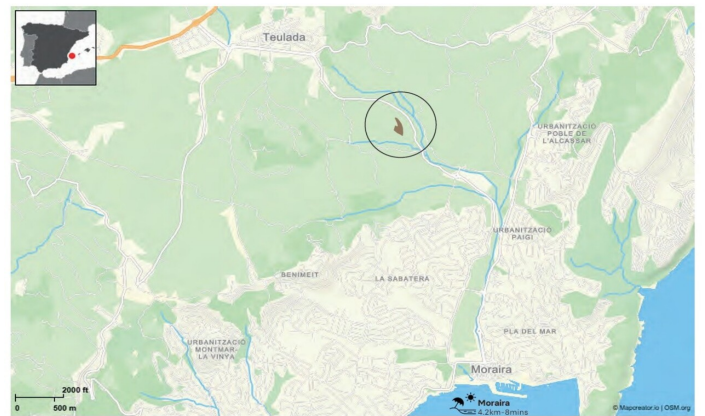 Teulada
URBANITZACIÓ
POBLE DE
L'ALCASSAR
URBANITZACIÓ
PAIGI
BENIMEIT
LA SABATERA
URBANITZACIÓ
MONTMAR-
LA VINYA
PLA DEL MAR
Moraira
2000 ft
0 500 m
Moraira
4.2km-8mins
© Mapcreator.io | OSM.org